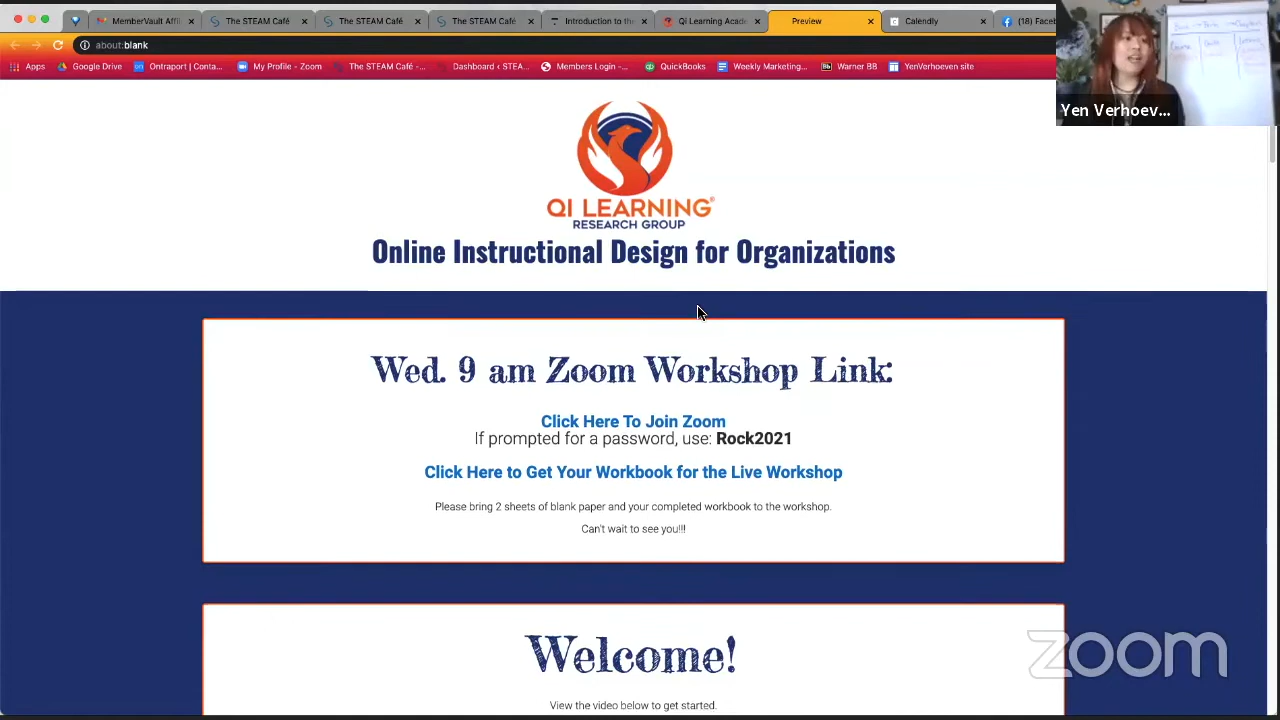 MemberVault Affili
The STEAM Café
The STEAM Café
The STEAM Café
Introduction to the
Qi Learning Acade
Preview
Calendly
(18) Faceb
about:blank
Apps
Google Drive
Ontraport | Conta...
My Profile - Zoom
The STEAM Café -...
Dashboard ‹ STEA...
Members Login -...
QuickBooks
Weekly Marketing...
Warner BB
YenVerhoeven site
Yen Verhoev...
QI LEARNING®
RESEARCH GROUP
Online Instructional Design for Organizations
Wed. 9 am Zoom Workshop Link:
Click Here To Join Zoom
If prompted for a password, use: Rock2021
Click Here to Get Your Workbook for the Live Workshop
Please bring 2 sheets of blank paper and your completed workbook to the workshop.
Can't wait to see you!!!
Welcome!
View the video below to get started.
zoom